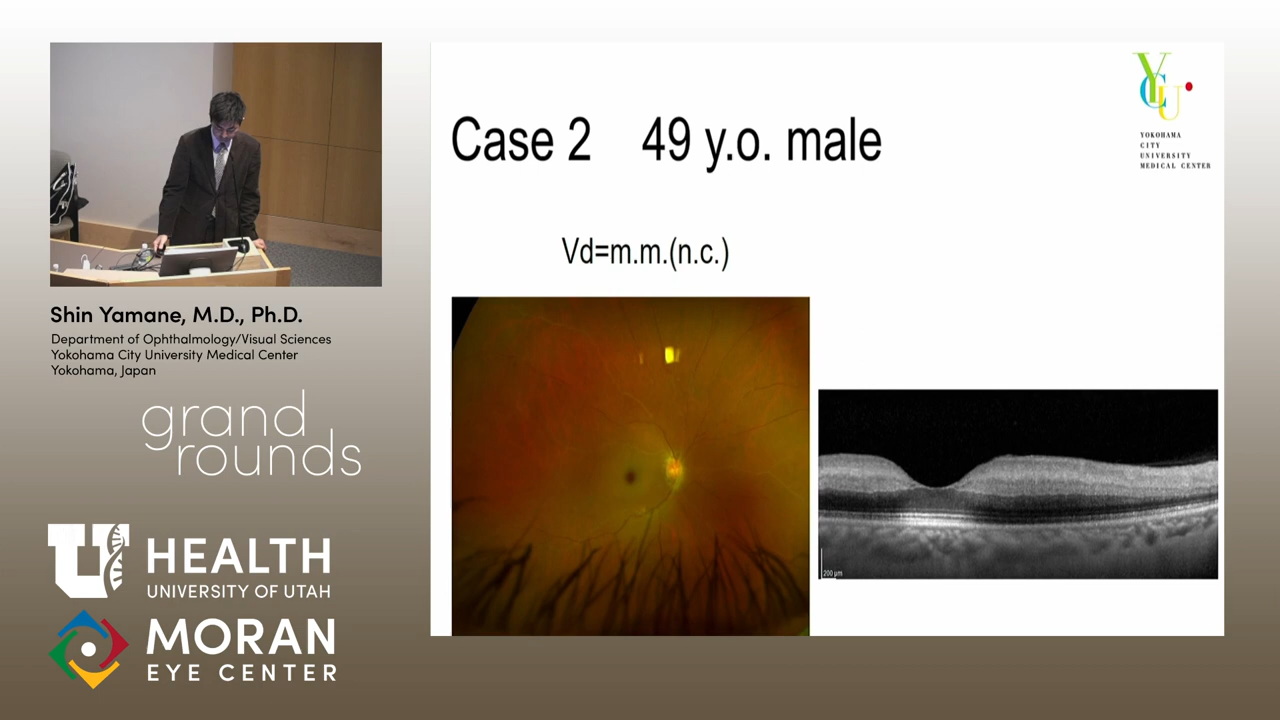 Case 2 49 y.o. male
Vd=m.m.(n.c.)
YCU
YOKOHAMA
CITY
UNIVERSITY
MEDICAL CENTER
200 µm
Shin Yamane, M.D., Ph.D.
Department of Ophthalmology/Visual Sciences
Yokohama City University Medical Center
Yokohama, Japan
grand
rounds
U HEALTH
UNIVERSITY OF UTAH
MORAN
EYE CENTER